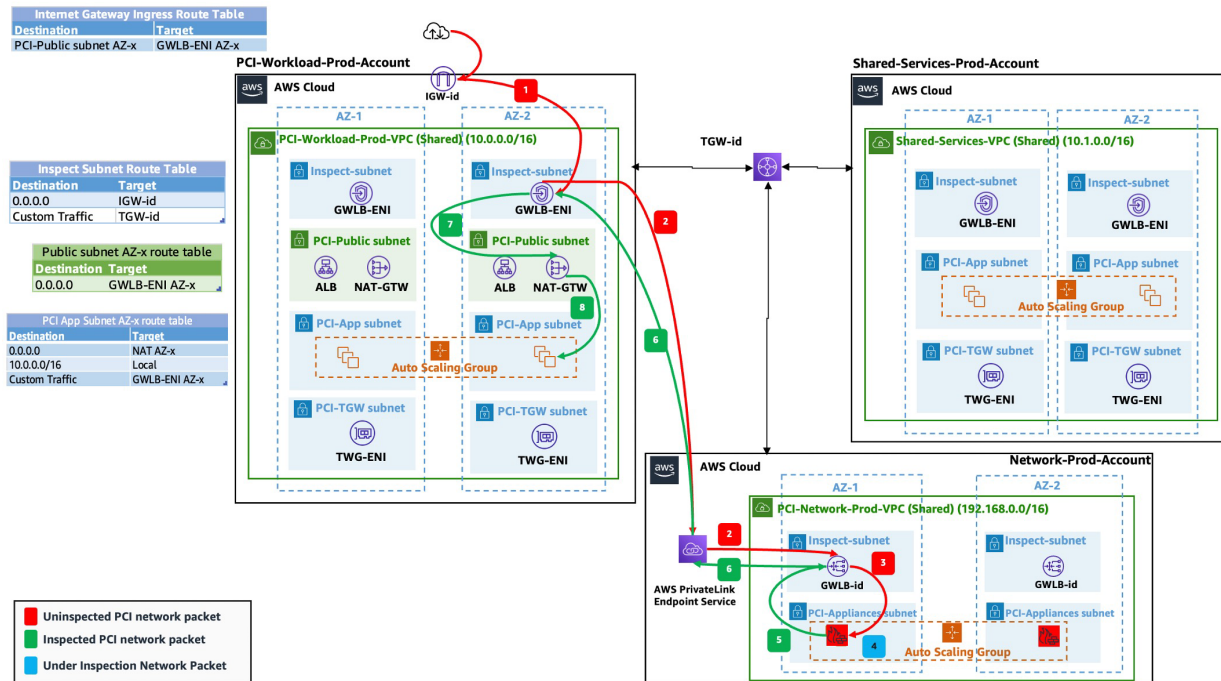 Internet Gateway Ingress Route Table
Destination Target
PCI-Public subnet AZ-x GWLB-ENI AZ-x
Inspect Subnet Route Table
Destination Target
0.0.0.0 IGW-id
Custom Traffic TGW-id
Public subnet AZ-x route table
Destination Target
0.0.0.0 GWLB-ENI AZ-x
PCI App Subnet AZ-x route table
Destination Target
0.0.0.0 NAT AZ-x
10.0.0.0/16 Local
Custom Traffic GWLB-ENI AZ-x
Uninspected PCI network packet
Inspected PCI network packet
Under Inspection Network Packet
PCI-Workload-Prod-Account
aws AWS Cloud
IGW-id
1
AZ-1 AZ-2
PCI-Workload-Prod-VPC (Shared) (10.0.0.0/16)
Inspect-subnet Inspect-subnet
GWLB-ENI GWLB-ENI
2
7
PCI-Public subnet PCI-Public subnet
ALB NAT-GTW ALB NAT-GTW
8
PCI-App subnet PCI-App subnet
6
Auto Scaling Group
PCI-TGW subnet PCI-TGW subnet
TWG-ENI TWG-ENI
TGW-id
Shared-Services-Prod-Account
aws AWS Cloud
AZ-1 AZ-2
Shared-Services-VPC (Shared) (10.1.0.0/16)
Inspect-subnet Inspect-subnet
GWLB-ENI GWLB-ENI
PCI-App subnet PCI-App subnet
Auto Scaling Group
PCI-TGW subnet PCI-TGW subnet
TWG-ENI TWG-ENI
Network-Prod-Account
aws AWS Cloud
AZ-1 AZ-2
PCI-Network-Prod-VPC (Shared) (192.168.0.0/16)
2
Inspect-subnet Inspect-subnet
3
6
GWLB-id GWLB-id
AWS PrivateLink
Endpoint Service
PCI-Appliances subnet PCI-Appliances subnet
5
4
Auto Scaling Group